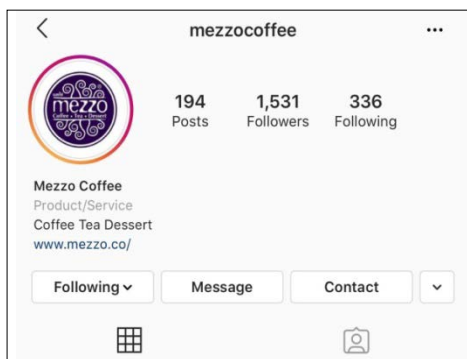 mezzocoffee
mezzo
Coffee • Tea • Dessert
194 1,531 336
Posts Followers Following
Mezzo Coffee
Product/Service
Coffee Tea Dessert
www.mezzo.co/
Following Message Contact